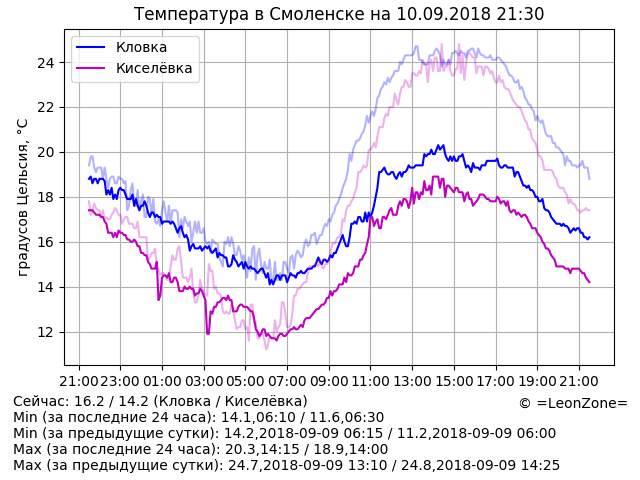 Температура в Смоленске на 10.09.2018 21:30
градусов Цельсия, °C
Кловка
Киселёвка
24
22
20
18
16
14
12
21:00 23:00 01:00 03:00 05:00 07:00 09:00 11:00 13:00 15:00 17:00 19:00 21:00
Сейчас: 16.2 / 14.2 (Кловка / Киселёвка)
© =LeonZone=
Min (за последние 24 часа): 14.1,06:10 / 11.6,06:30
Min (за предыдущие сутки): 14.2,2018-09-09 06:15 / 11.2,2018-09-09 06:00
Max (за последние 24 часа): 20.3,14:15 / 18.9,14:00
Max (за предыдущие сутки): 24.7,2018-09-09 13:10 / 24.8,2018-09-09 14:25